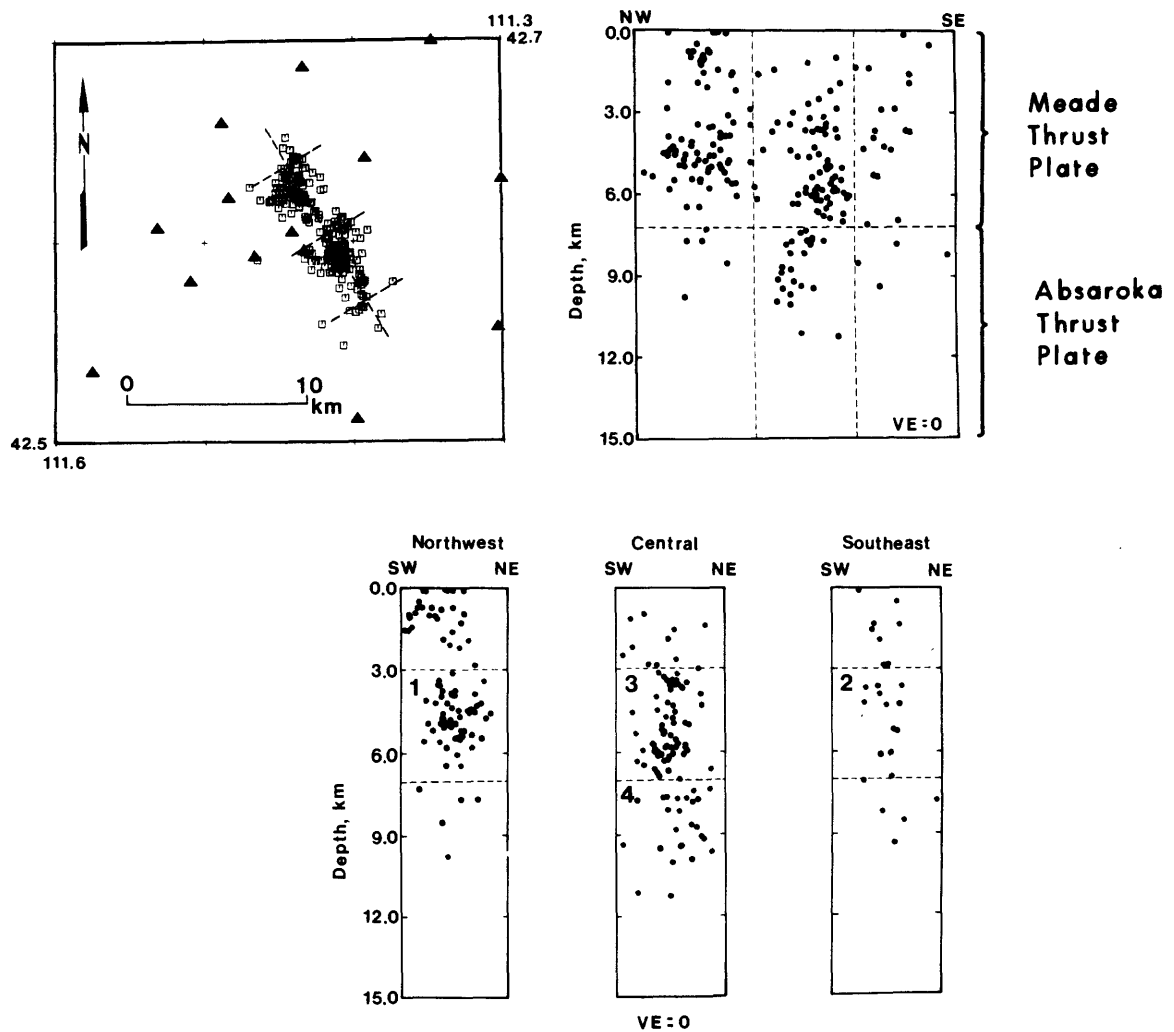 111.3
42.7
N
0
10
km
42.5
111.6
NW
SE
0.0
3.0
6.0
9.0
12.0
15.0
Depth, km
VE=0
Meade
Thrust
Plate
Absaroka
Thrust
Plate
Northwest
SW NE
Central
SW NE
Southeast
SW NE
0.0
3.0
6.0
9.0
12.0
15.0
Depth, km
1
3
4
2
VE=0